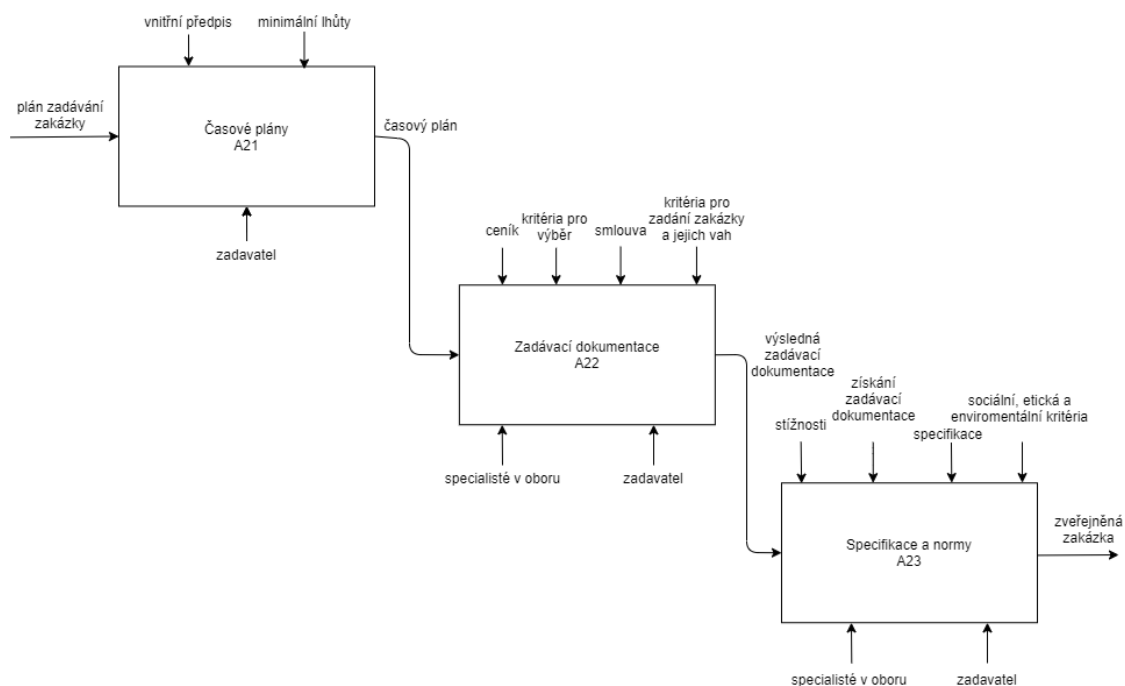 vnitřní předpis
minimální lhůty
plán zadávání
zakázky
Časové plány
A21
časový plán
zadavatel
ceník
kritéria pro
výběr
smlouva
kritéria pro
zadání zakázky
a jejich vah
Zadávací dokumentace
A22
specialisté v oboru
zadavatel
výsledná
zadávací
dokumentace
stížnosti
získání
zadávací
dokumentace
specifikace
sociální, etická a
enviromentální kritéria
Specifikace a normy
A23
zveřejněná
zakázka
specialisté v oboru
zadavatel